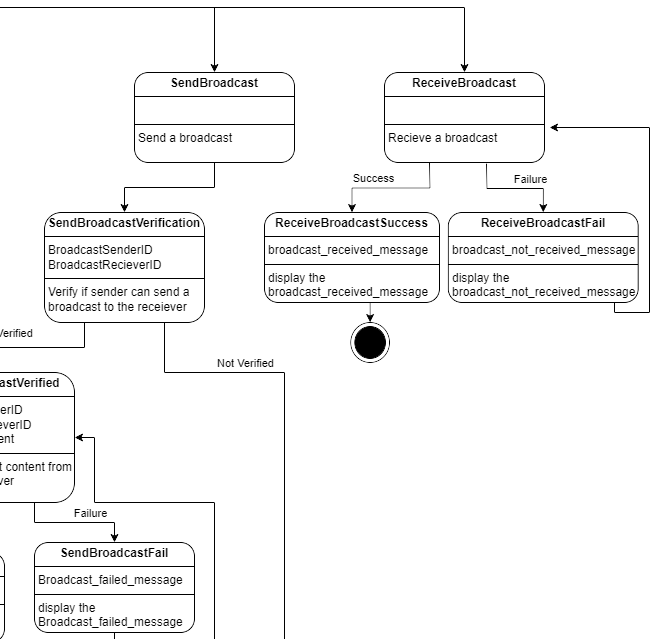 SendBroadcast
Send a broadcast
ReceiveBroadcast
Recieve a broadcast
Success
Failure
SendBroadcastVerification
BroadcastSenderID
BroadcastRecieverID
Verify if sender can send a
broadcast to the receiever
ReceiveBroadcastSuccess
broadcast_received_message
display the
broadcast_received_message
ReceiveBroadcastFail
broadcast_not_received_message
display the
broadcast_not_received_message
Verified
Not Verified
astVerified
erID
everID
ent
t content from
ver
Failure
SendBroadcastFail
Broadcast_failed_message
display the
Broadcast_failed_message